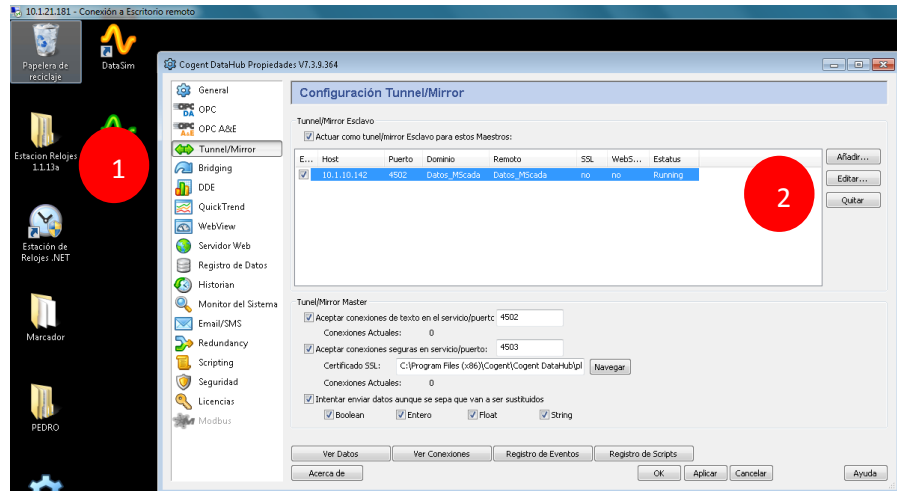 10.1.21.181 - Conexión a Escritorio remoto
Papelera de
reciclaje
DataSim
Estacion Relojes
1.1.13a
1
Estación de
Relojes .NET
Marcador
PEDRO
Cogent DataHub Propiedades V7.3.9.364
General
OPC
DA
OPC
OPC
A&E
OPC A&E
Tunnel/Mirror
Bridging
DDE
QuickTrend
WebView
Servidor Web
Registro de Datos
Historian
Monitor del Sistema
Email/SMS
Redundancy
Scripting
Seguridad
Licencias
Modbus
Configuración Tunnel/Mirror
Tunnel/Mirror Esclavo
Actuar como tunel/mirror Esclavo para estos Maestros:
E... Host Puerto Dominio Remoto SSL WebS... Estatus
10.1.10.142 4502 Datos_MScada Datos_MScada no no Running
2
Añadir...
Editar...
Quitar
Tunel/Mirror Master
Aceptar conexiones de texto en el servicio/puertc 4502
Conexiones Actuales: 0
Aceptar conexiones seguras en servicio/puerto: 4503
Certificado SSL: C:\Program Files (x86)\Cogent\Cogent DataHub\pl Navegar
Conexiones Actuales: 0
Intentar enviar datos aunque se sepa que van a ser sustituidos
Boolean Entero Float String
Ver Datos Ver Conexiones Registro de Eventos Registro de Scripts
Acerca de OK Aplicar Cancelar Ayuda